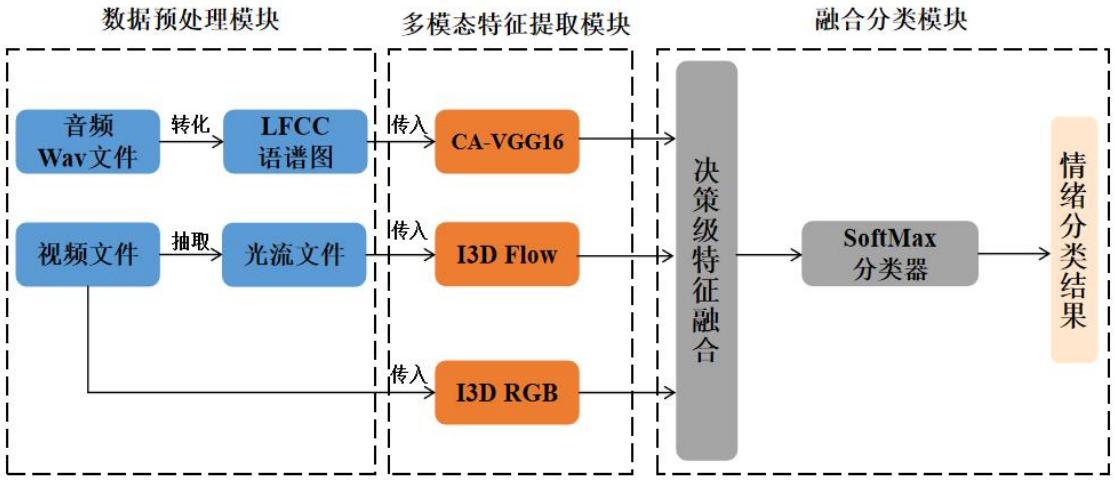 数据预处理模块
多模态特征提取模块
融合分类模块
音频
Wav文件
转化
LFCC
语谱图
传入
CA-VGG16
视频文件
抽取
光流文件
传入
I3D Flow
传入
I3D RGB
决策级特征融合
SoftMax
分类器
情绪分类结果